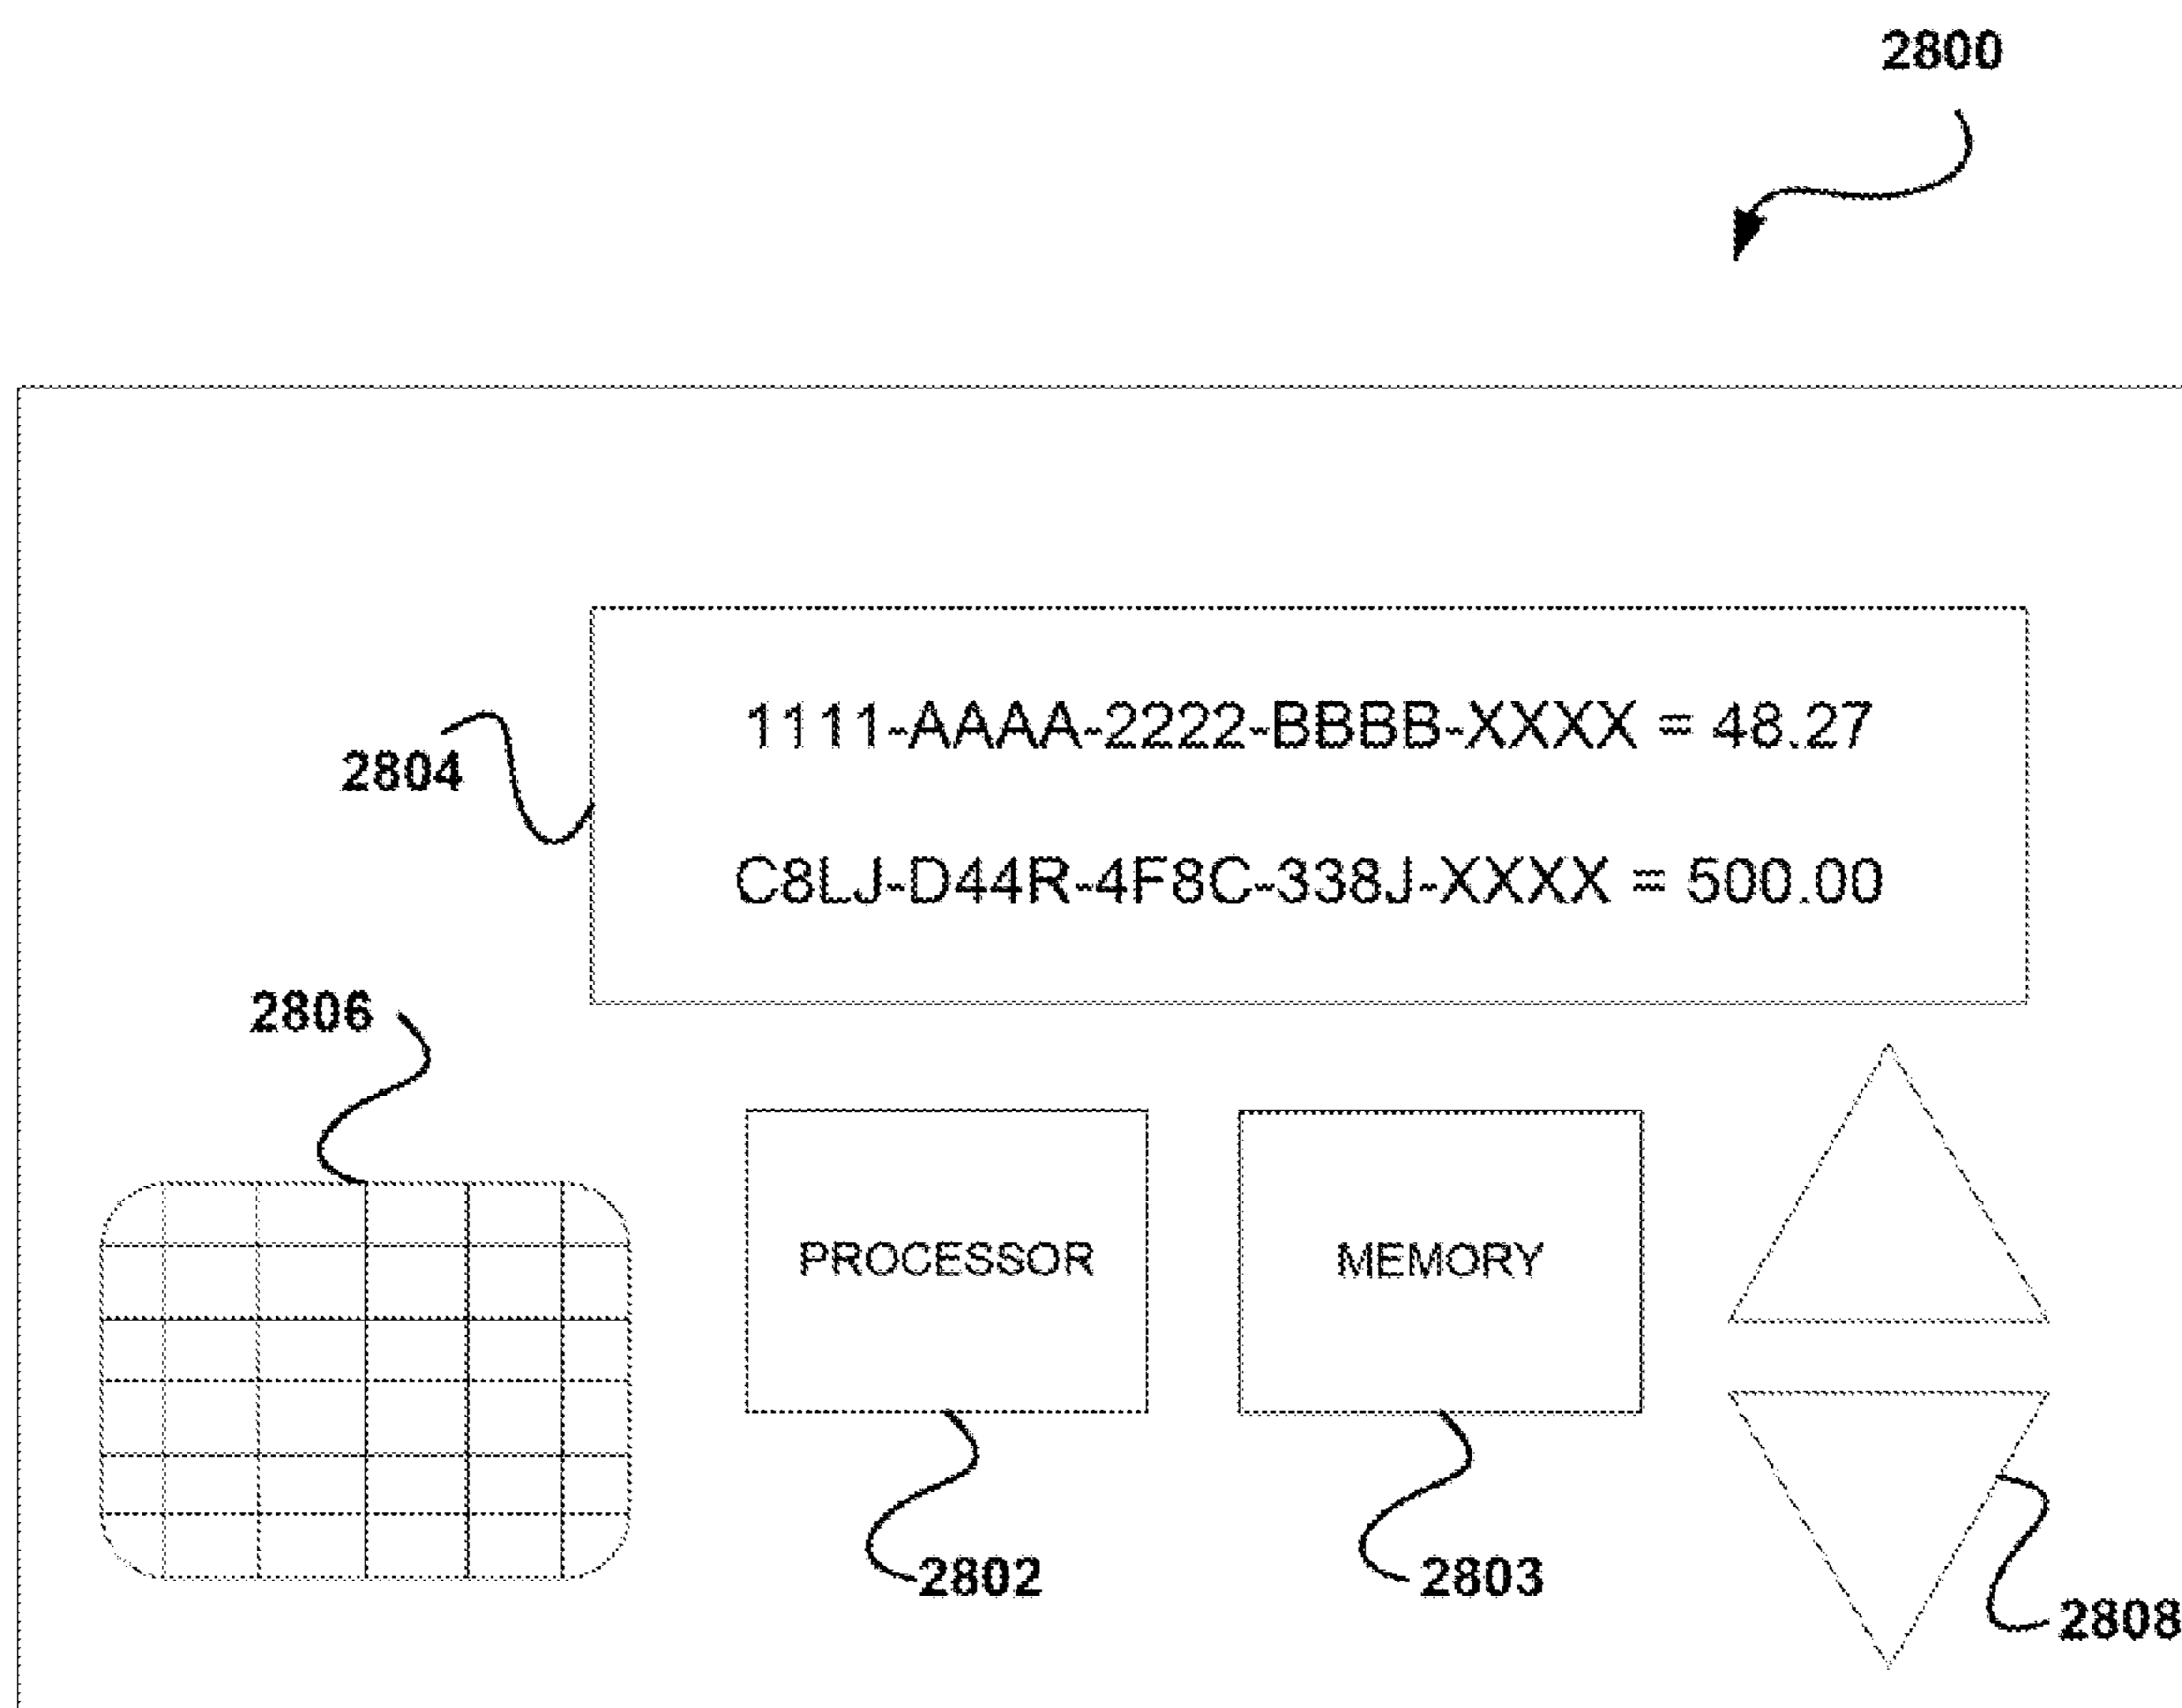 2800
1111-AAAA-2222-BBBB-XXXX = 48.27
2804
C8LJ-D44R-4F8C-338J-XXXX = 500.00
2806
PROCESSOR
MEMORY
2802
2803
2808